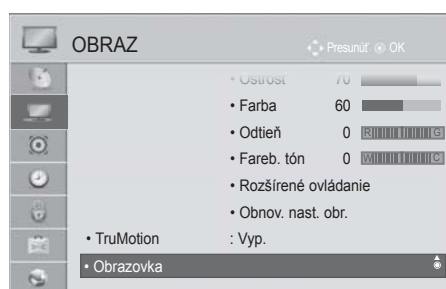 OBRAZ Presunúť OK
• Ostrosť 70
• Farba 60
• Odtieň 0 R G
• Fareb. tón 0 W C
• Rozšírené ovládanie
• Obnov. nast. obr.
• TruMotion : Vyp.
• Obrazovka